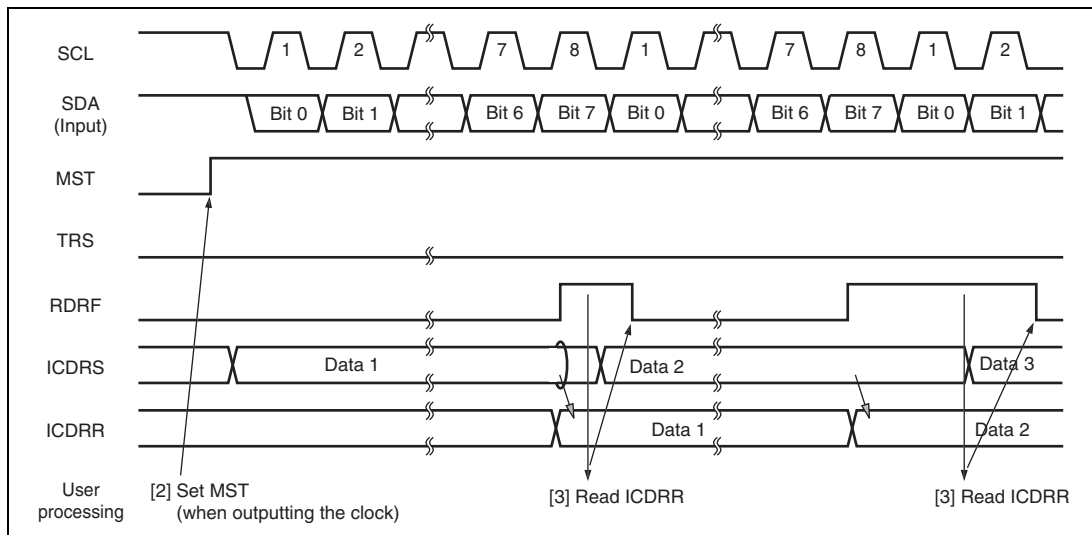 SCL 1 2 7 8 1 7 8 1 2
SDA
(Input)
Bit 0 Bit 1 Bit 6 Bit 7 Bit 0 Bit 6 Bit 7 Bit 0 Bit 1
MST
TRS
RDRF
ICDRS Data 1 Data 2 Data 3
ICDRR Data 1 Data 2
User
processing
[2] Set MST
(when outputting the clock)
[3] Read ICDRR
[3] Read ICDRR